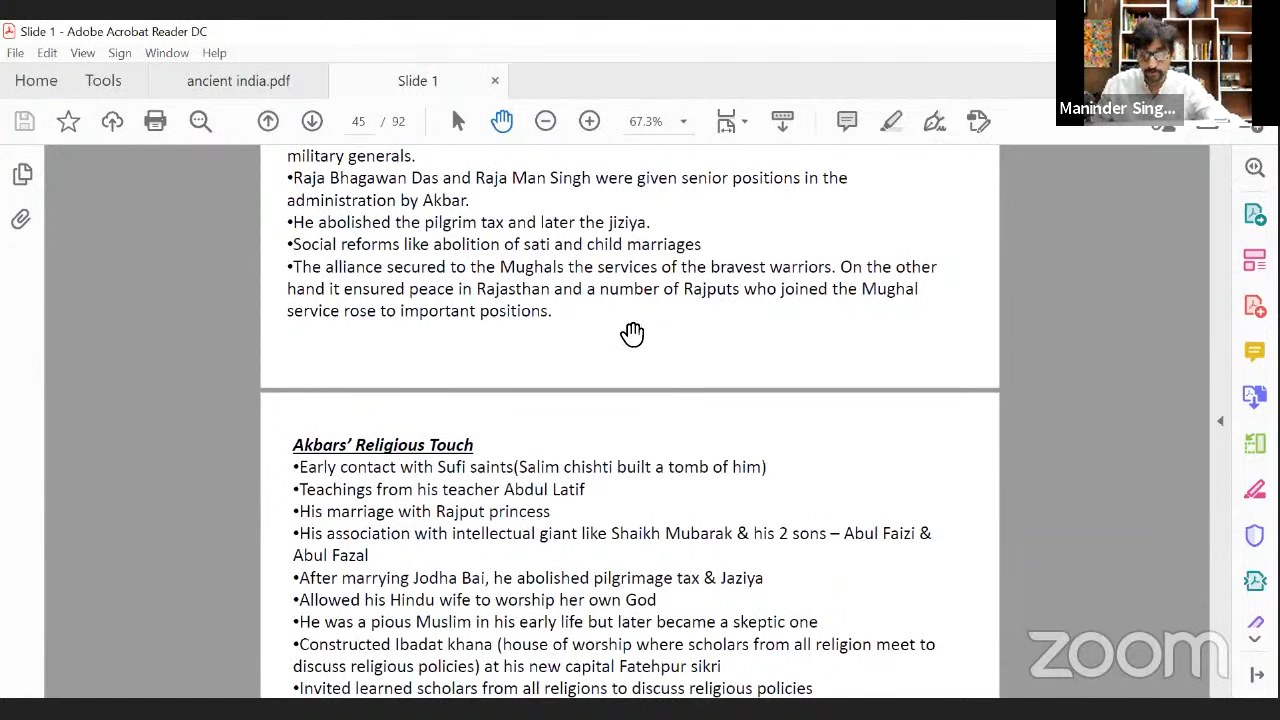 Slide 1 - Adobe Acrobat Reader DC
File Edit View Sign Window Help
Home Tools ancient india.pdf Slide 1
45 / 52 67.3%
Maninder Sing...
military generals.
•Raja Bhagawan Das and Raja Man Singh were given senior positions in the
administration by Akbar.
•He abolished the pilgrim tax and later the jiziya.
•Social reforms like abolition of sati and child marriages
•The alliance secured to the Mughals the services of the bravest warriors. On the other
hand it ensured peace in Rajasthan and a number of Rajputs who joined the Mughal
service rose to important positions.
Akbars’ Religious Touch
•Early contact with Sufi saints(Salim chishti built a tomb of him)
•Teachings from his teacher Abdul Latif
•His marriage with Rajput princess
•His association with intellectual giant like Shaikh Mubarak & his 2 sons – Abul Faizi &
Abul Fazal
•After marrying Jodha Bai, he abolished pilgrimage tax & Jaziya
•Allowed his Hindu wife to worship her own God
•He was a pious Muslim in his early life but later became a skeptic one
•Constructed Ibadat khana (house of worship where scholars from all religion meet to
discuss religious policies) at his new capital Fatehpur sikri
•Invited learned scholars from all religions to discuss religious policies
zoom